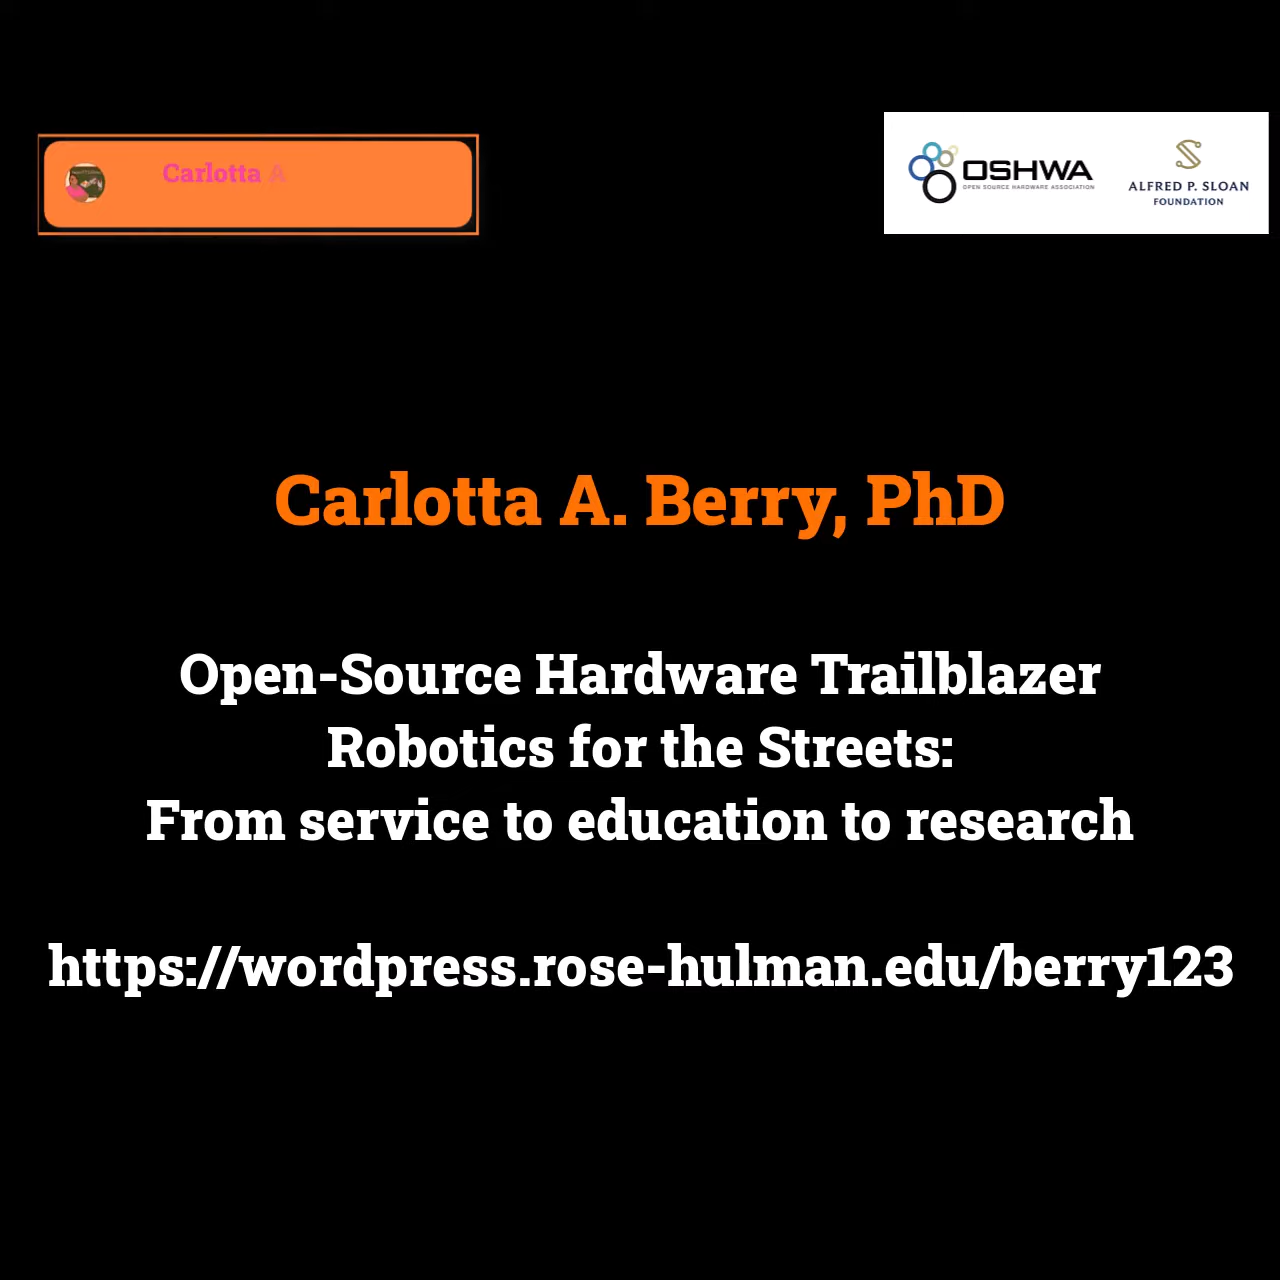 Carlotta A
OSHWA
OPEN SOURCE HARDWARE ASSOCIATION
ALFRED P. SLOAN
FOUNDATION
Carlotta A. Berry, PhD
Open-Source Hardware Trailblazer
Robotics for the Streets:
From service to education to research
https://wordpress.rose-hulman.edu/berry123